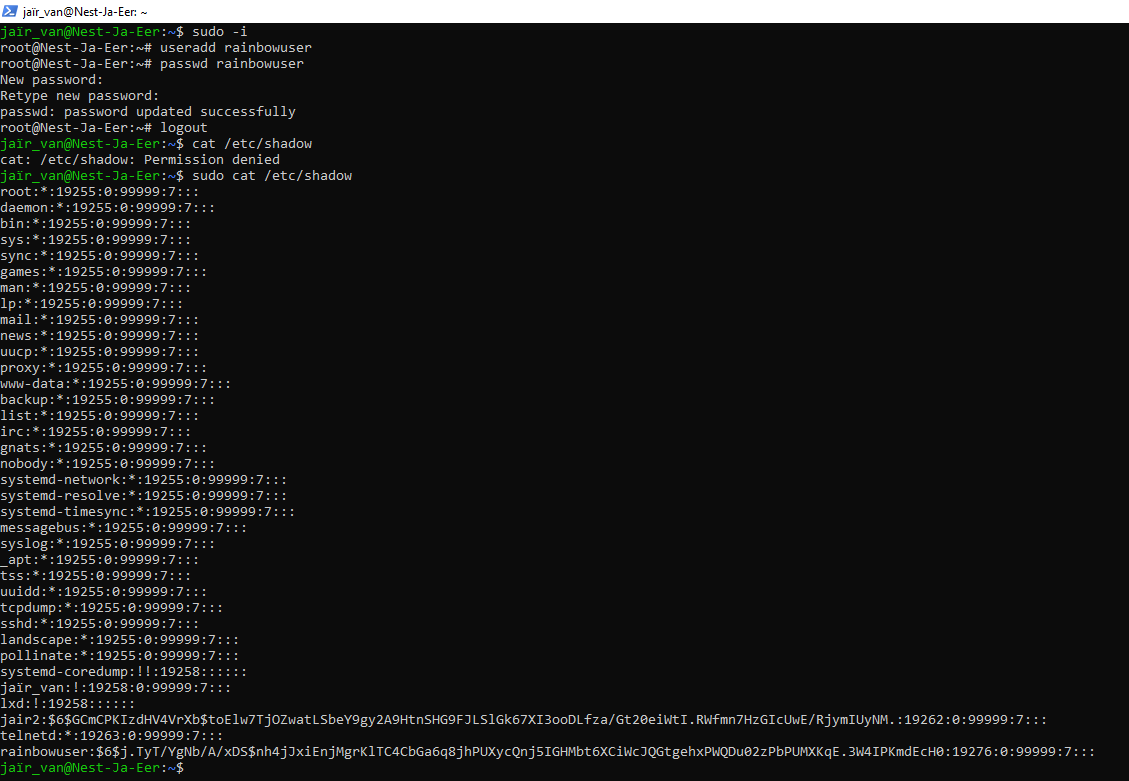 jaïr_van@Nest-Ja-Eer: ~
jaïr_van@Nest-Ja-Eer:~$ sudo -i
root@Nest-Ja-Eer:~# useradd rainbowuser
root@Nest-Ja-Eer:~# passwd rainbowuser
New password:
Retype new password:
passwd: password updated successfully
root@Nest-Ja-Eer:~# logout
jaïr_van@Nest-Ja-Eer:~$ cat /etc/shadow
cat: /etc/shadow: Permission denied
jaïr_van@Nest-Ja-Eer:~$ sudo cat /etc/shadow
root:*:19255:0:99999:7:::
daemon:*:19255:0:99999:7:::
bin:*:19255:0:99999:7:::
sys:*:19255:0:99999:7:::
sync:*:19255:0:99999:7:::
games:*:19255:0:99999:7:::
man:*:19255:0:99999:7:::
lp:*:19255:0:99999:7:::
mail:*:19255:0:99999:7:::
news:*:19255:0:99999:7:::
uucp:*:19255:0:99999:7:::
proxy:*:19255:0:99999:7:::
www-data:*:19255:0:99999:7:::
backup:*:19255:0:99999:7:::
list:*:19255:0:99999:7:::
irc:*:19255:0:99999:7:::
gnats:*:19255:0:99999:7:::
nobody:*:19255:0:99999:7:::
systemd-network:*:19255:0:99999:7:::
systemd-resolve:*:19255:0:99999:7:::
systemd-timesync:*:19255:0:99999:7:::
messagebus:*:19255:0:99999:7:::
syslog:*:19255:0:99999:7:::
_apt:*:19255:0:99999:7:::
tss:*:19255:0:99999:7:::
uuidd:*:19255:0:99999:7:::
tcpdump:*:19255:0:99999:7:::
sshd:*:19255:0:99999:7:::
landscape:*:19255:0:99999:7:::
pollinate:*:19255:0:99999:7:::
systemd-coredump:!!:19258::::::
jaïr_van:!:19258:0:99999:7:::
lxd:!:19258::::::
jair2:$6$GCmCPKIzdHV4VrXb$toElw7TjOZwatLSbeY9gy2A9HtnSHG9FJLSlGk67XI3ooDLfza/Gt20eiWtI.RWfmn7HzGIcUwE/RjymIUyNM.:19262:0:99999:7:::
telnetd:*:19263:0:99999:7:::
rainbowuser:$6$j.TyT/YgNb/A/xDS$nh4jJxiEnjMgrKlTC4CbGa6q8jhPUXycQnj5IGHMbt6XCiWcJQGtgehxPWQDu02zPbPUMXKqE.3W4IPKmdEcH0:19276:0:99999:7:::
jaïr_van@Nest-Ja-Eer:~$